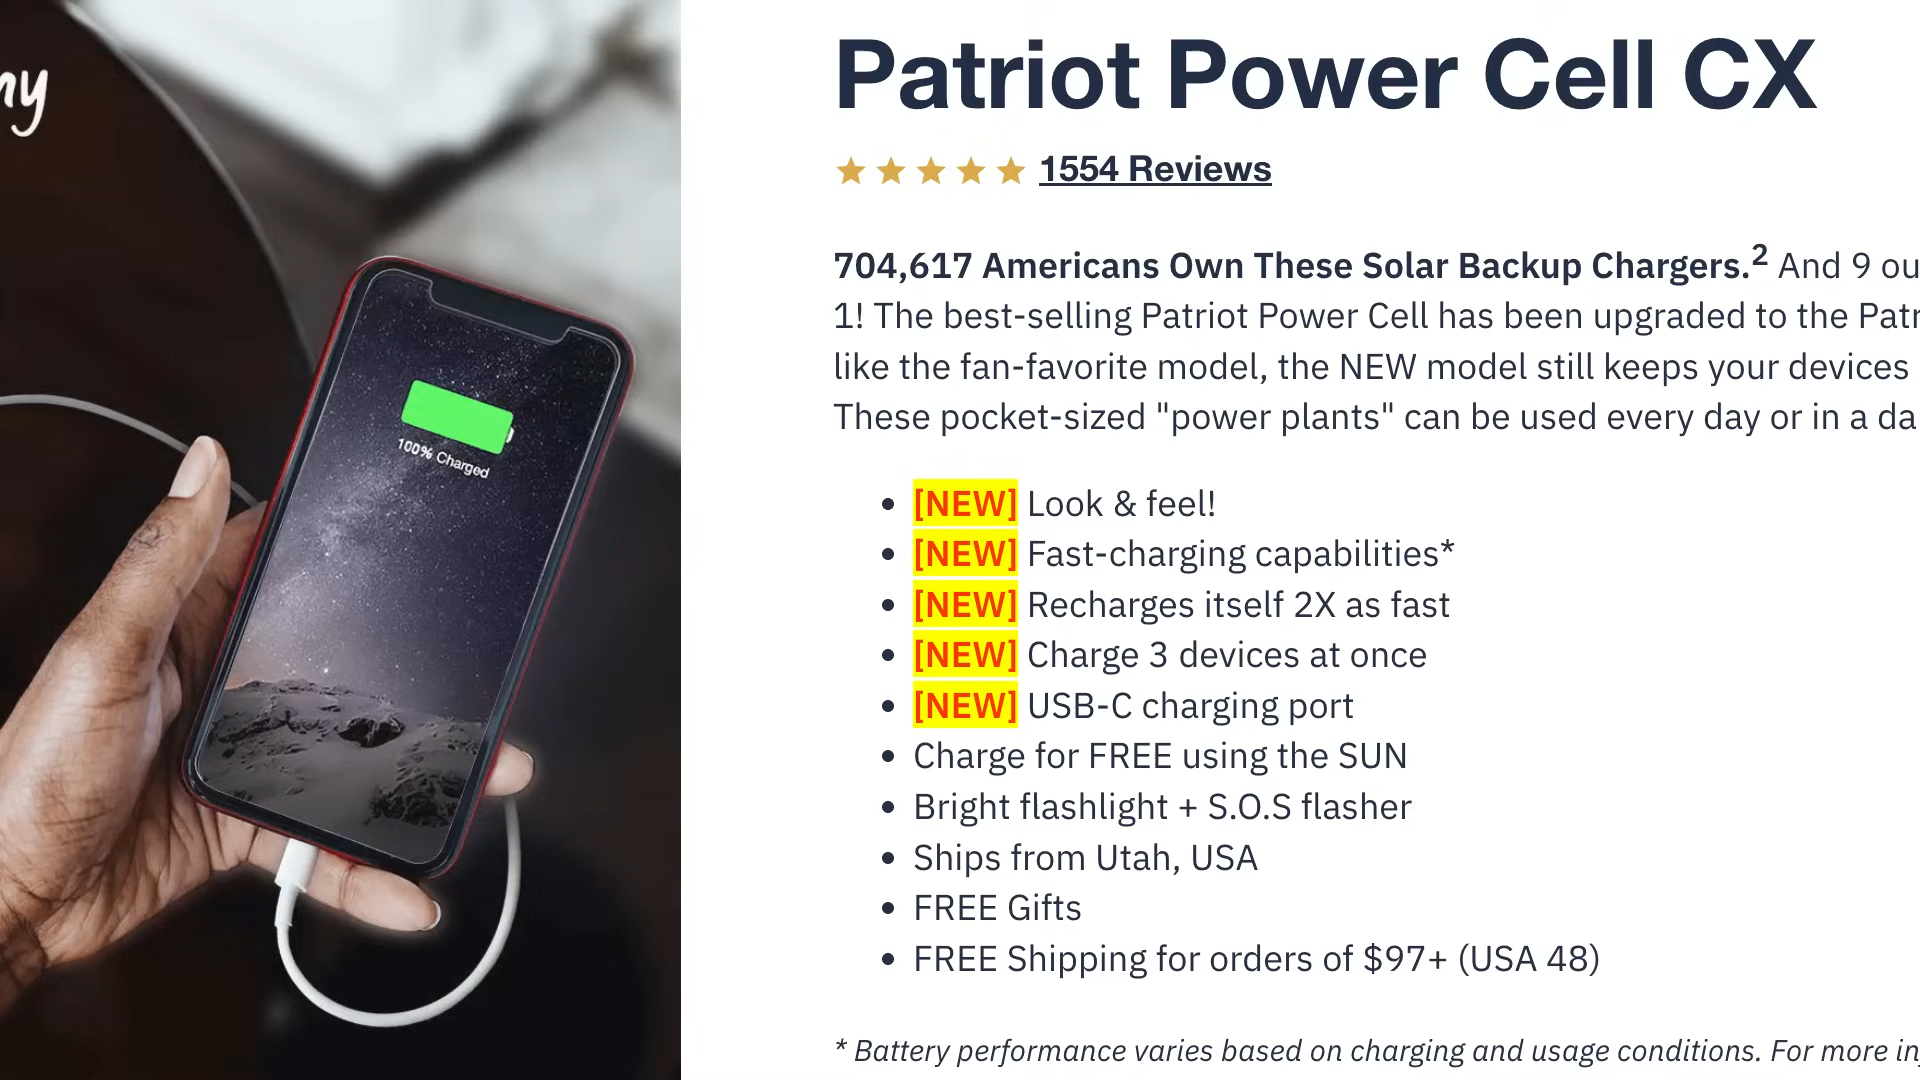 ny
Patriot Power Cell CX
1554 Reviews
704,617 Americans Own These Solar Backup Chargers.² And 9 ou
1! The best-selling Patriot Power Cell has been upgraded to the Patr
like the fan-favorite model, the NEW model still keeps your devices
These pocket-sized "power plants" can be used every day or in a da
100% Charged
• [NEW] Look & feel!
• [NEW] Fast-charging capabilities*
• [NEW] Recharges itself 2X as fast
• [NEW] Charge 3 devices at once
• [NEW] USB-C charging port
• Charge for FREE using the SUN
• Bright flashlight + S.O.S flasher
• Ships from Utah, USA
• FREE Gifts
• FREE Shipping for orders of $97+ (USA 48)
* Battery performance varies based on charging and usage conditions. For more in